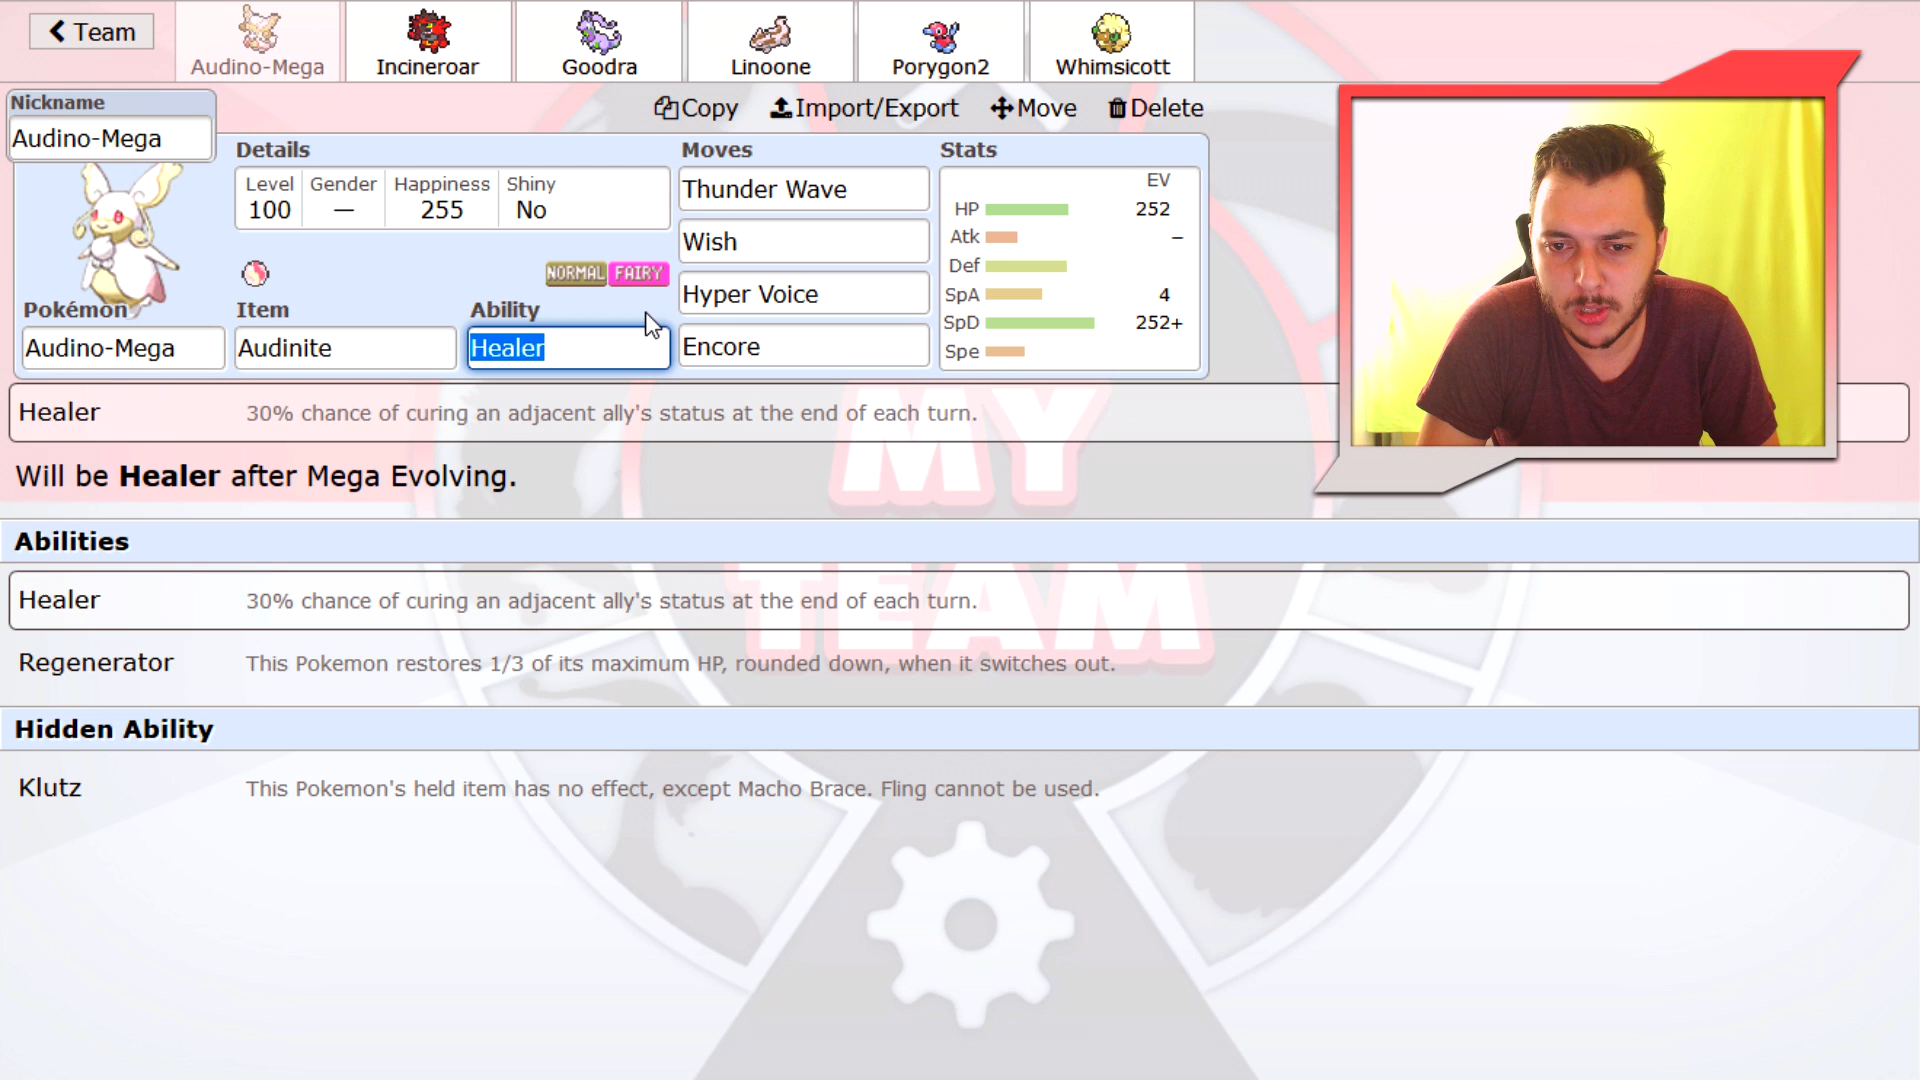 Team
Audino-Mega
Incineroar
Goodra
Linoone
Porygon2
Whimsicott
Nickname
Audino-Mega
Copy
Import/Export
Move
Delete
Details
Moves
Stats
Level
Gender
Happiness
Shiny
100
—
255
No
NORMAL
FAIRY
Pokémon
Item
Ability
Audino-Mega
Audinite
Healer
Thunder Wave
Wish
Hyper Voice
Encore
EV
HP 252
Atk –
Def
SpA 4
SpD 252+
Spe
Healer 30% chance of curing an adjacent ally's status at the end of each turn.
Will be Healer after Mega Evolving.
MY
TEAM
Abilities
Healer 30% chance of curing an adjacent ally's status at the end of each turn.
Regenerator This Pokemon restores 1/3 of its maximum HP, rounded down, when it switches out.
Hidden Ability
Klutz This Pokemon's held item has no effect, except Macho Brace. Fling cannot be used.